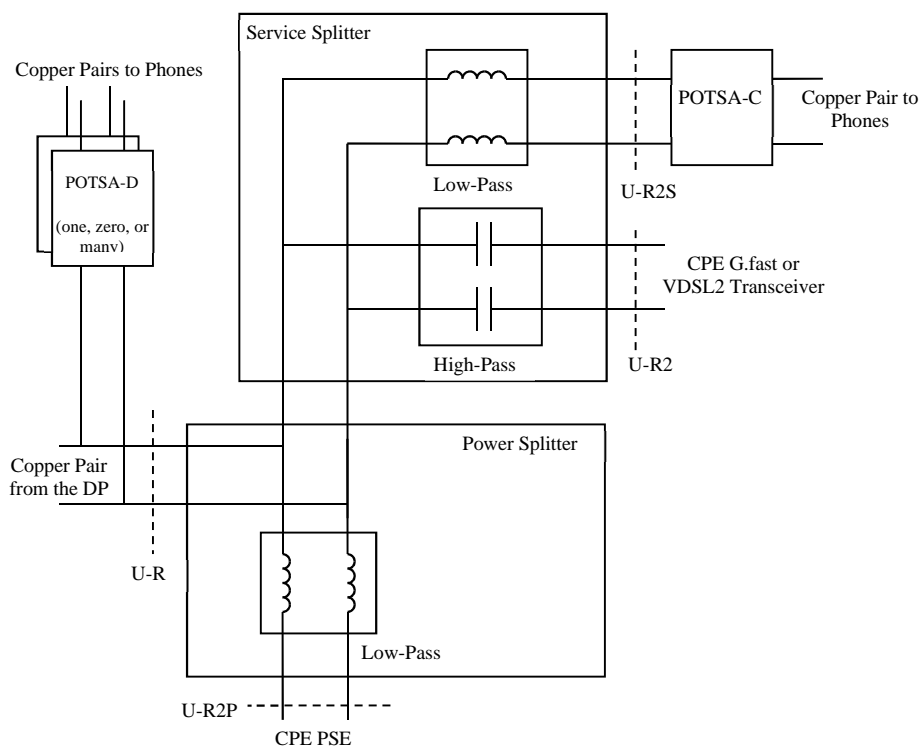 Service Splitter
Copper Pairs to Phones
POTSA-D
(one, zero, or
many)
POTSA-C
Copper Pair to
Phones
Low-Pass
U-R2S
CPE G.fast or
VDSL2 Transceiver
High-Pass
U-R2
Power Splitter
Copper Pair
from the DP
U-R
Low-Pass
U-R2P
CPE PSE